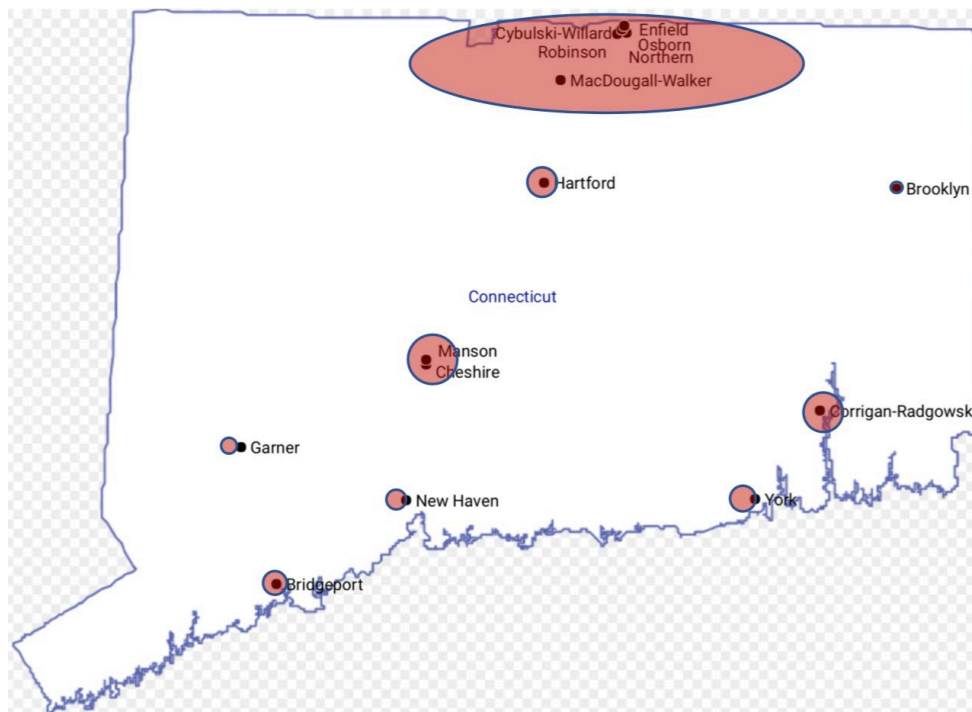 Cybulski-Willard
Enfield
Osborn
Robinson
Northern
MacDougall-Walker
Hartford
Brooklyn
Connecticut
Manson
Cheshire
Corrigan-Radgowsk
Garner
New Haven
York
Bridgeport